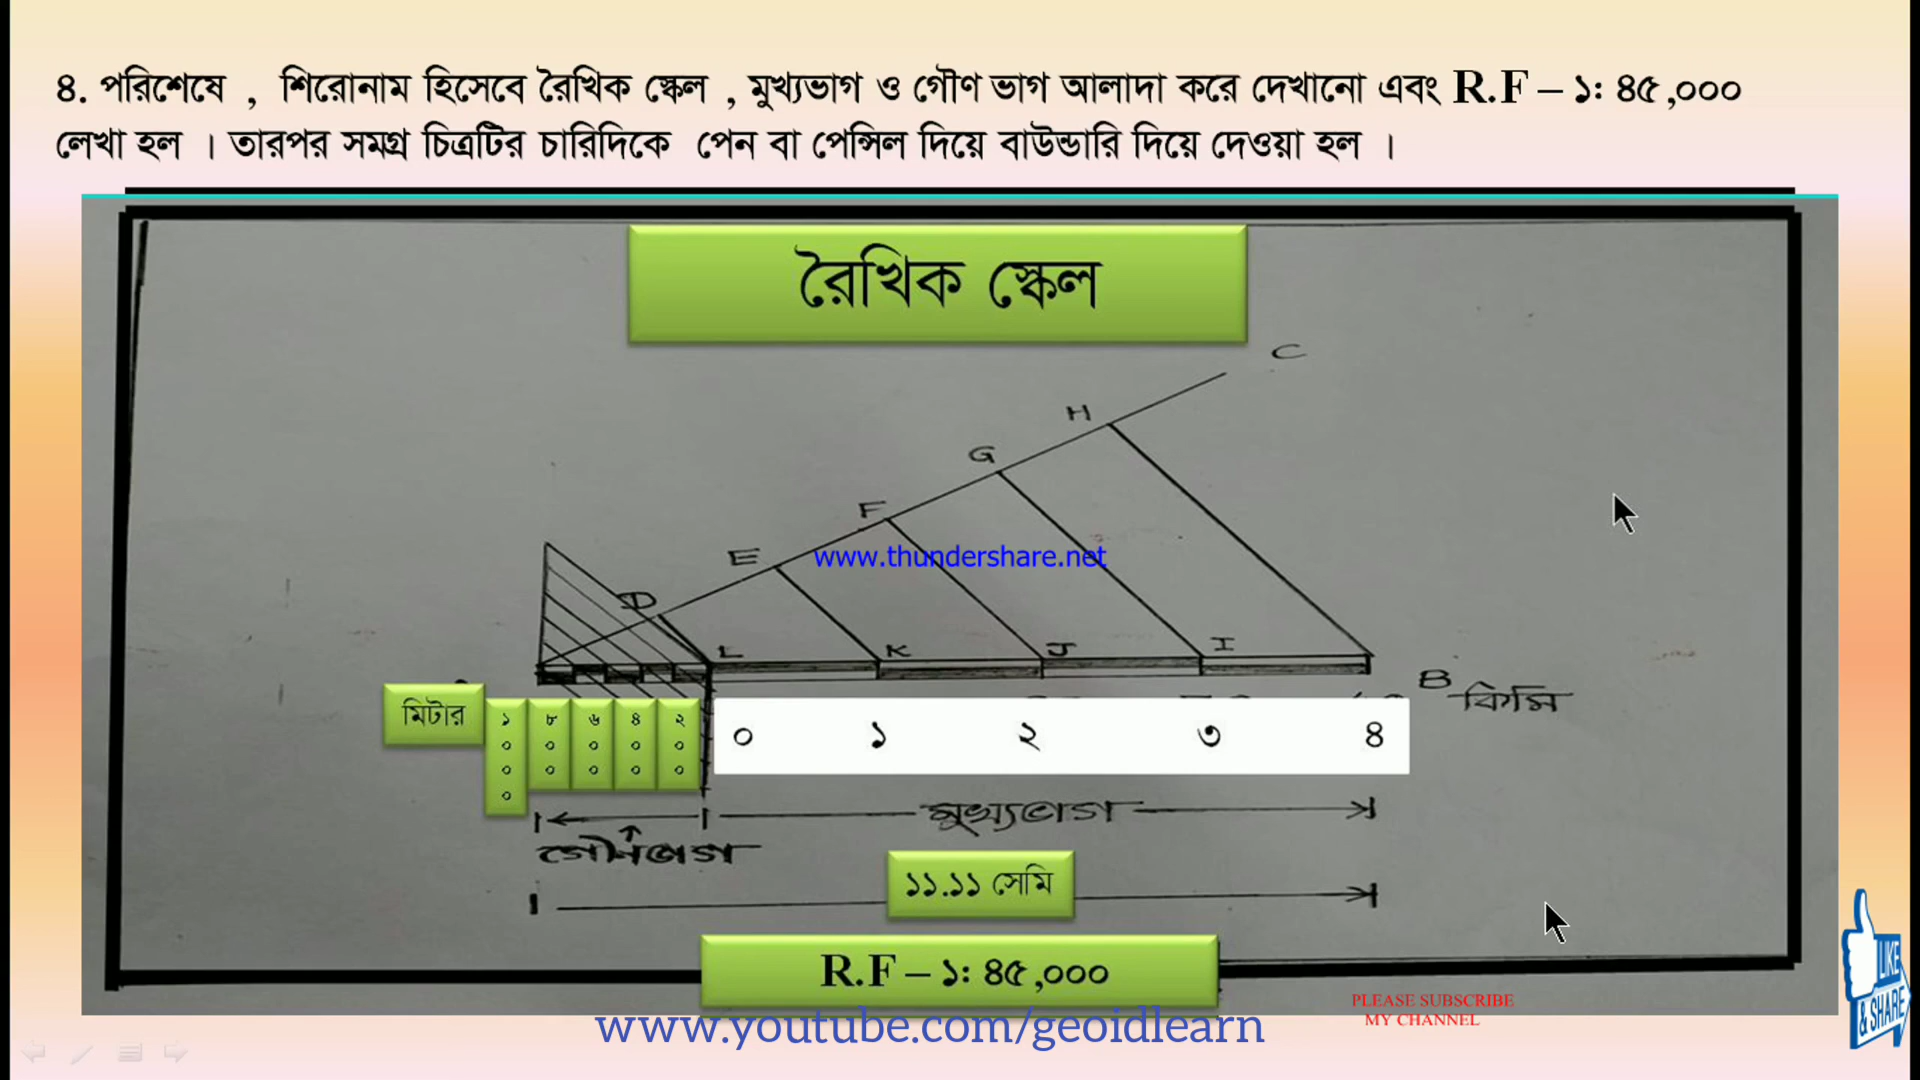 ৪. পরিশেষে , শিরোনাম হিসেবে রৈখিক স্কেল , মুখ্যভাগ ও গৌণ ভাগ আলাদা করে দেখানো এবং R.F – ১: ৪৫,০০০
লেখা হল । তারপর সমগ্র চিত্রটির চারিদিকে পেন বা পেন্সিল দিয়ে বাউন্ডারি দিয়ে দেওয়া হল ।
রৈখিক স্কেল
C
H
G
F
E
www.thundershare.net
D
L K J I
B
কিমি
মিটার
১০০০ ৮০০ ৬০০ ৪০০ ২০০ ০ ১ ২ ৩ ৪
মুখ্যভাগ
গৌণভাগ
১১.১১ সেমি
R.F – ১: ৪৫,০০০
www.youtube.com/geoidlearn
PLEASE SUBSCRIBE
MY CHANNEL
LIKE
& SHARE